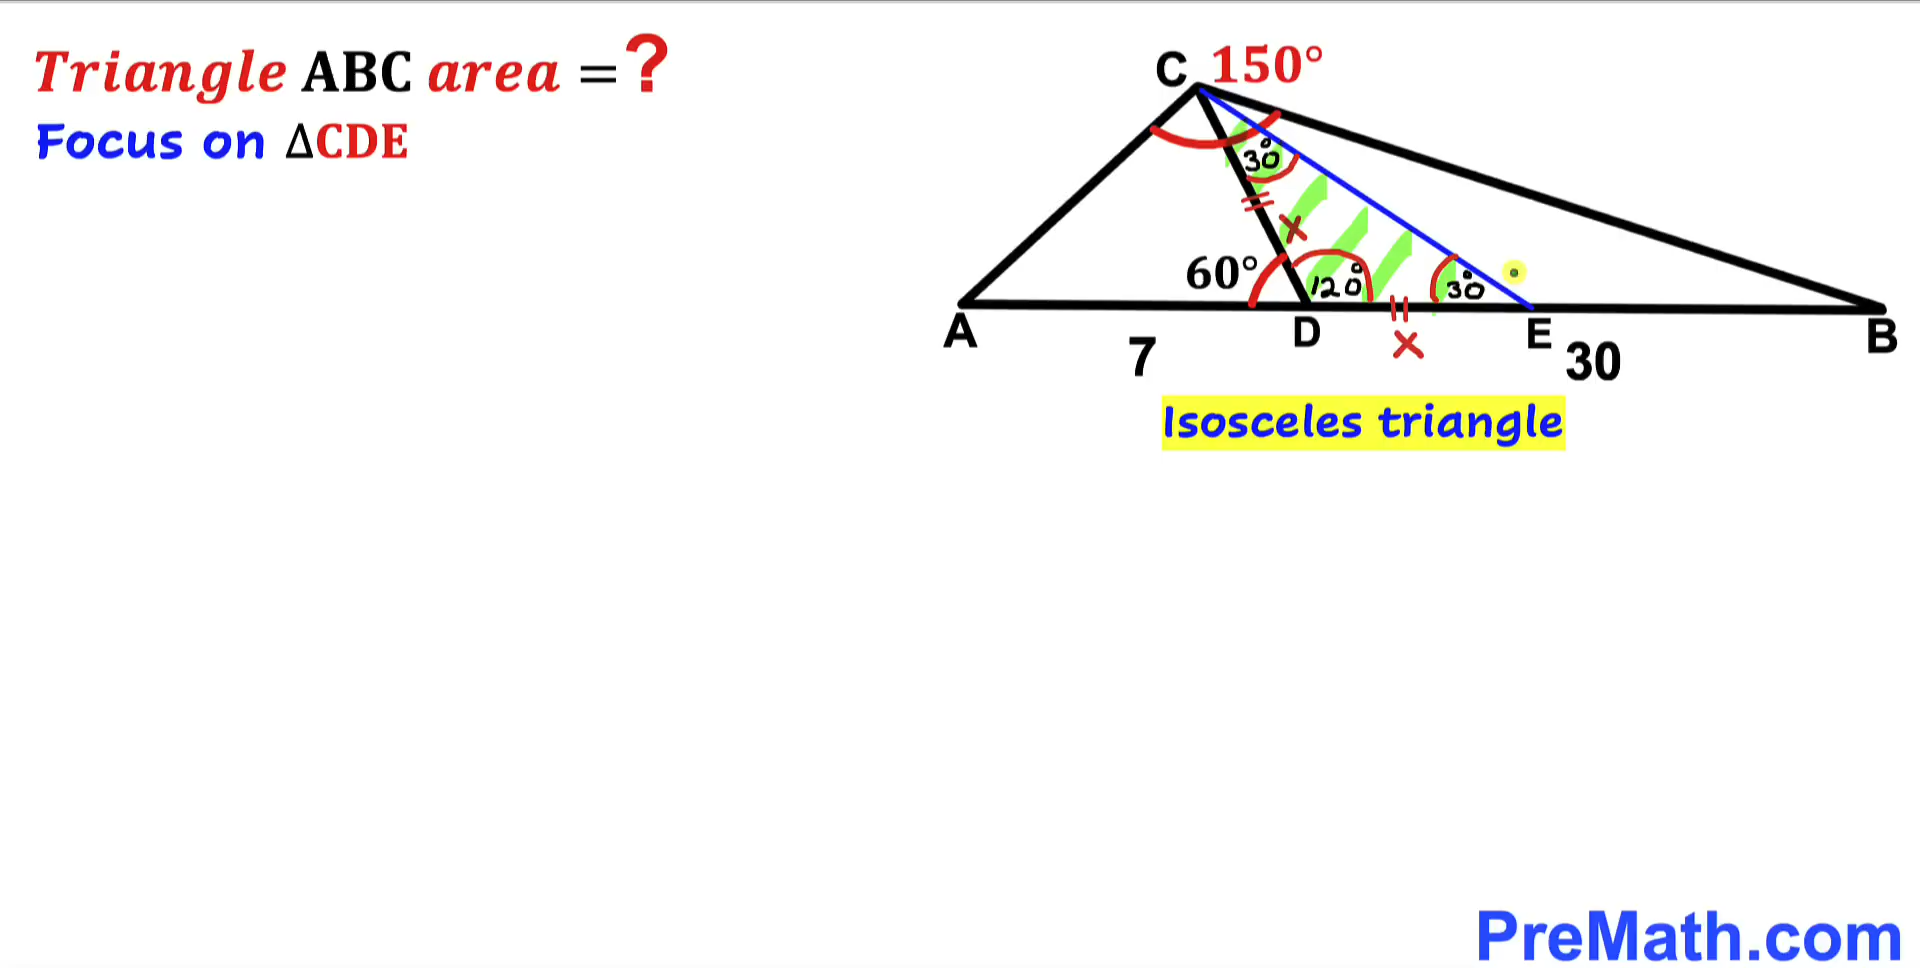 Triangle ABC area = ?
Focus on ΔCDE
C 150°
30°
x
60°
120°
30°
A
D
E
B
x
7
30
Isosceles triangle
PreMath.com